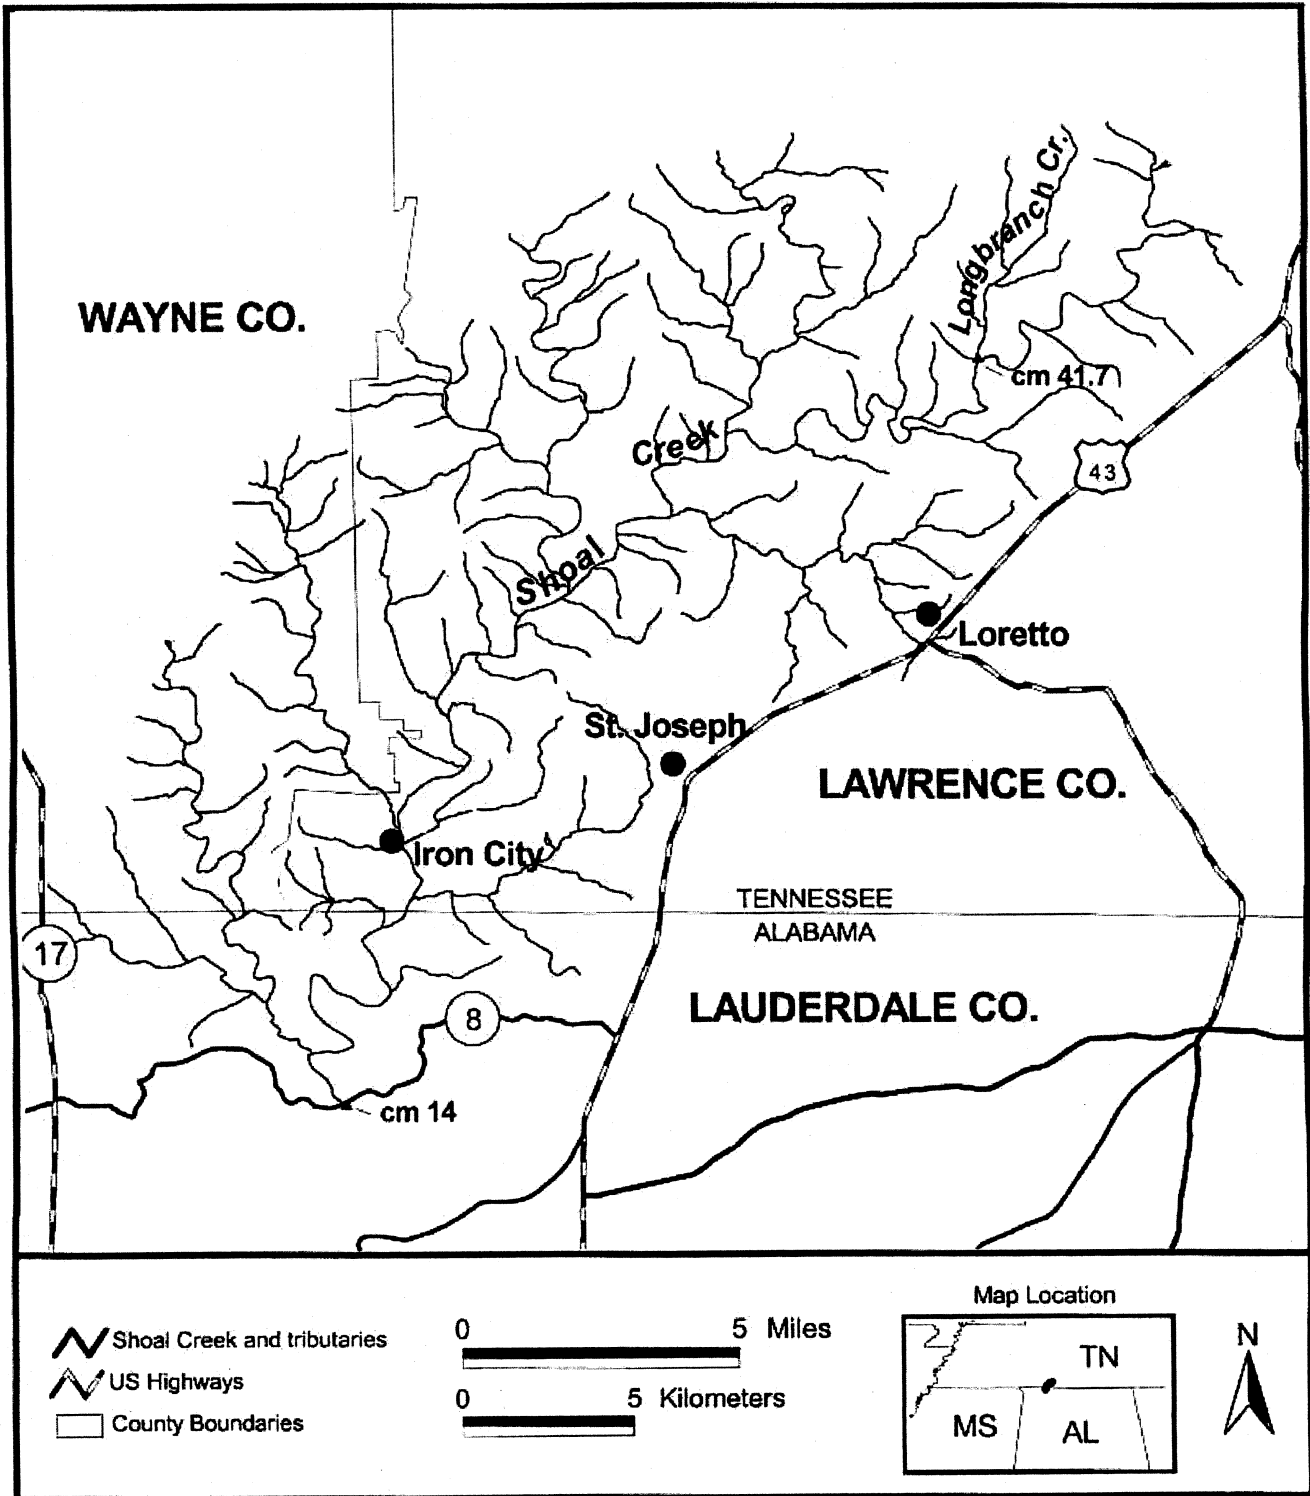 Longbranch Cr.
WAYNE CO.
cm 41.7
Creek
43
Shoal
Loretto
St. Joseph
LAWRENCE CO.
Iron City
TENNESSEE
ALABAMA
17
LAUDERDALE CO.
8
cm 14
Map Location
Shoal Creek and tributaries
US Highways
County Boundaries
0 5 Miles
0 5 Kilometers
TN
MS AL
N